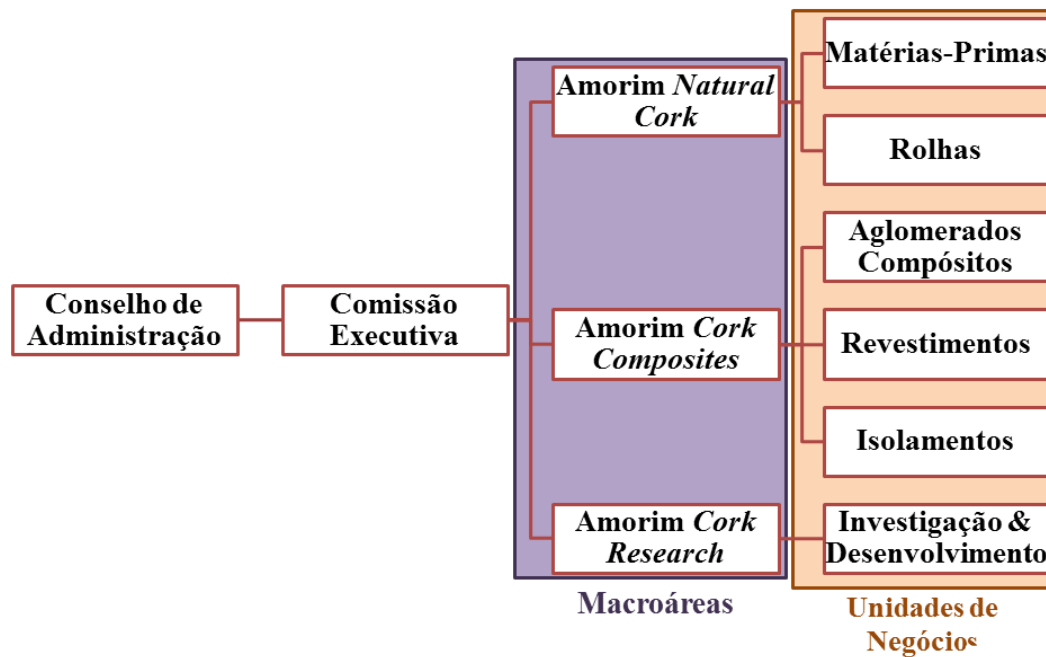 Conselho de
Administração
Comissão
Executiva
Amorim Natural
Cork
Amorim Cork
Composites
Amorim Cork
Research
Macroáreas
Matérias-Primas
Rolhas
Aglomerados
Compósitos
Revestimentos
Isolamentos
Investigação &
Desenvolvimento
Unidades de
Negócios